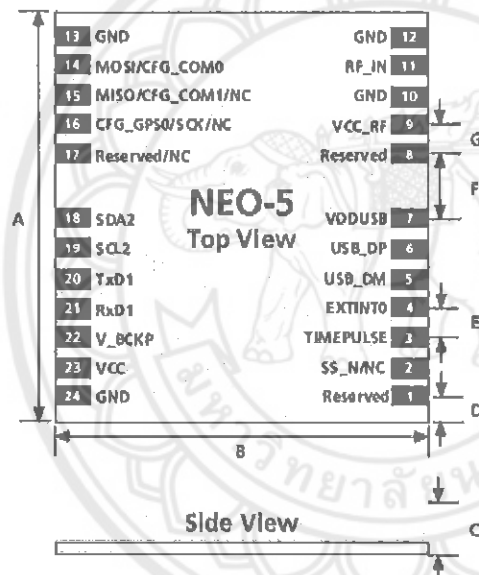 13 GND GND 12
14 MOSI/CFG_COM0 RF_IN 11
15 MISO/CFG_COM1/NC GND 10
16 CFG_GPS0/SCK/NC VCC_RF 9
G
17 Reserved/NC Reserved 8
F
NEO-5
A
18 SDA2 VDDUSB 7
Top View
19 SCL2 USB_DP 6
20 TxD1 USB_DM 5
21 RxD1 EXTINT0 4
E
22 V_BCKP TIMEPULSE 3
23 VCC SS_N/NC 2
24 GND Reserved 1
D
B
Side View
C